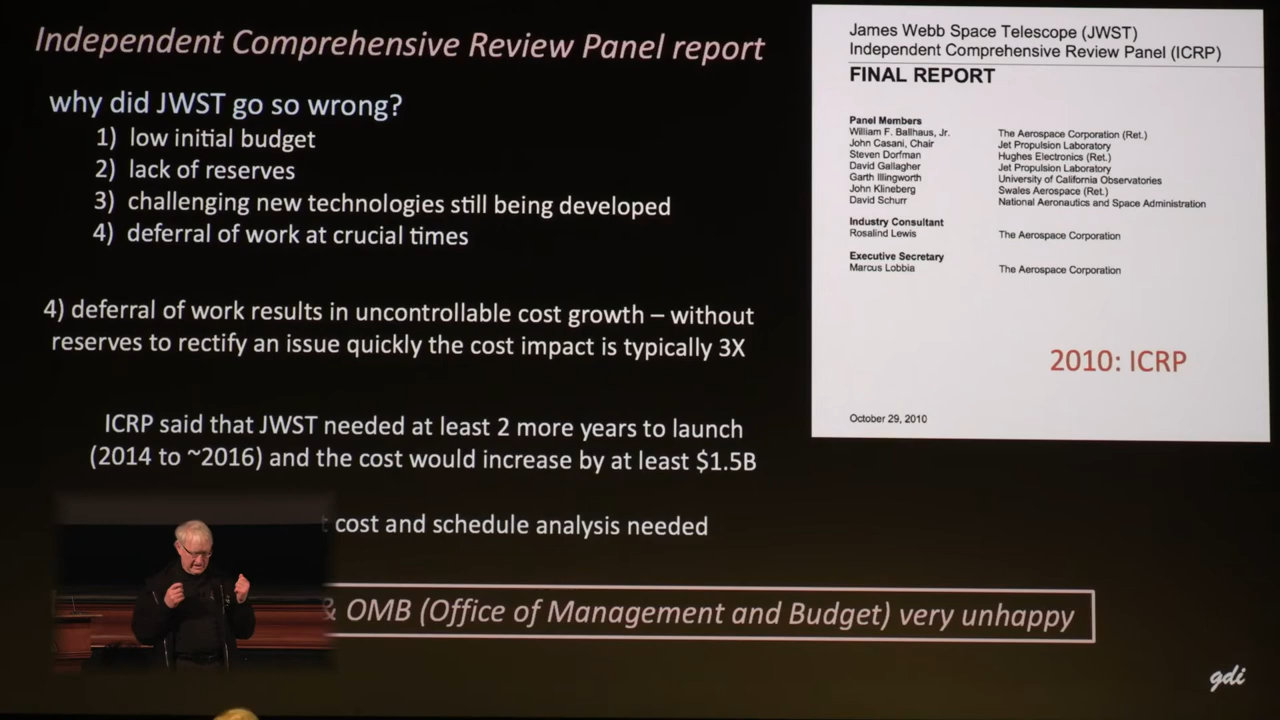 Independent Comprehensive Review Panel report
why did JWST go so wrong?
1) low initial budget
2) lack of reserves
3) challenging new technologies still being developed
4) deferral of work at crucial times
4) deferral of work results in uncontrollable cost growth – without
reserves to rectify an issue quickly the cost impact is typically 3X
ICRP said that JWST needed at least 2 more years to launch
(2014 to ~2016) and the cost would increase by at least $1.5B
cost and schedule analysis needed
& OMB (Office of Management and Budget) very unhappy
James Webb Space Telescope (JWST)
Independent Comprehensive Review Panel (ICRP)
FINAL REPORT
Panel Members
William F. Ballhaus, Jr. The Aerospace Corporation (Ret.)
John Casani, Chair Jet Propulsion Laboratory
Steven Dorfman Hughes Electronics (Ret.)
David Gallagher Jet Propulsion Laboratory
Garth Illingworth University of California Observatories
John Klineberg Swales Aerospace (Ret.)
David Schurr National Aeronautics and Space Administration
Industry Consultant
Rosalind Lewis The Aerospace Corporation
Executive Secretary
Marcus Lobbia The Aerospace Corporation
2010: ICRP
October 29, 2010
gdi